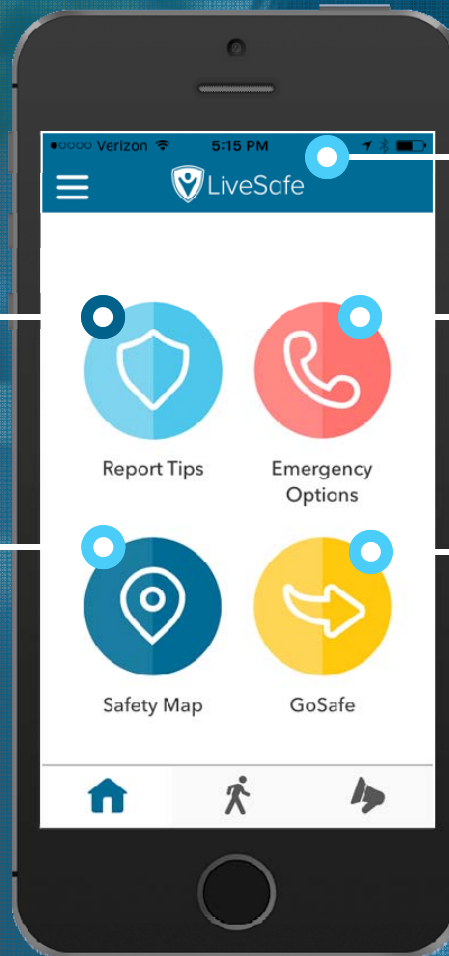 Verizon 5:15 PM
LiveSafe
Report Tips
Emergency
Options
Safety Map
GoSafe